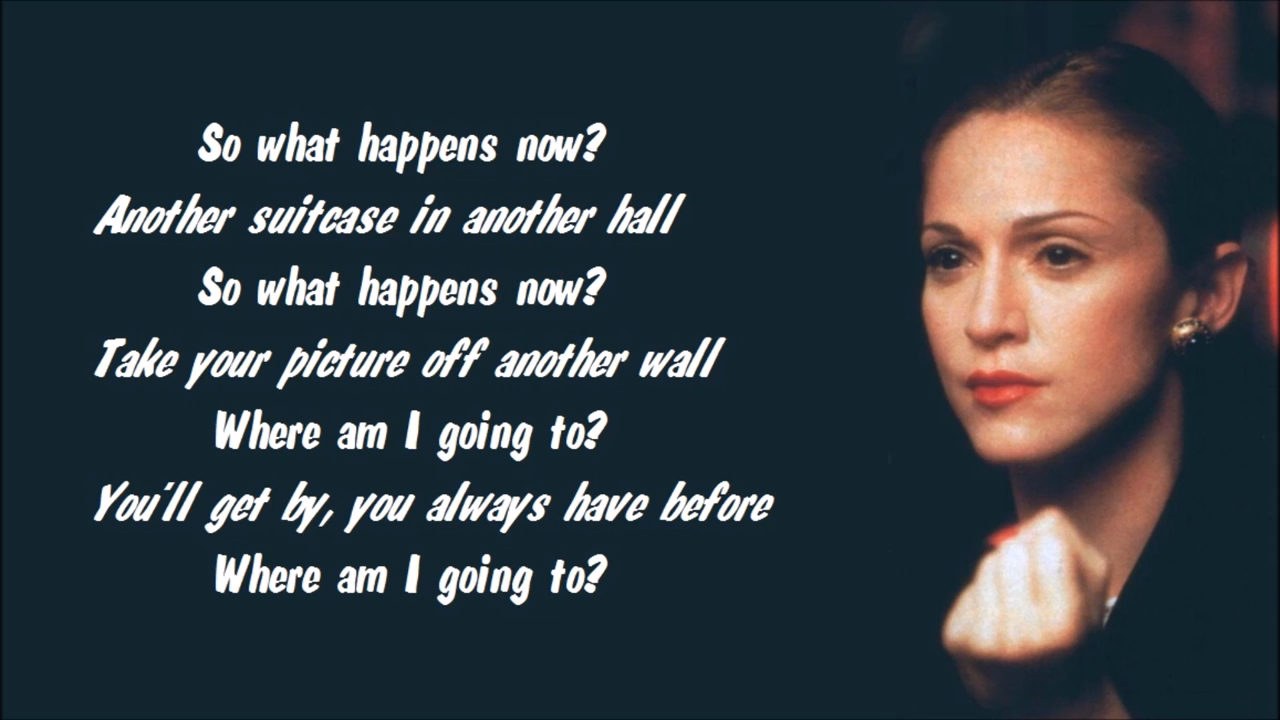 So what happens now?
Another suitcase in another hall
So what happens now?
Take your picture off another wall
Where am I going to?
You'll get by, you always have before
Where am I going to?